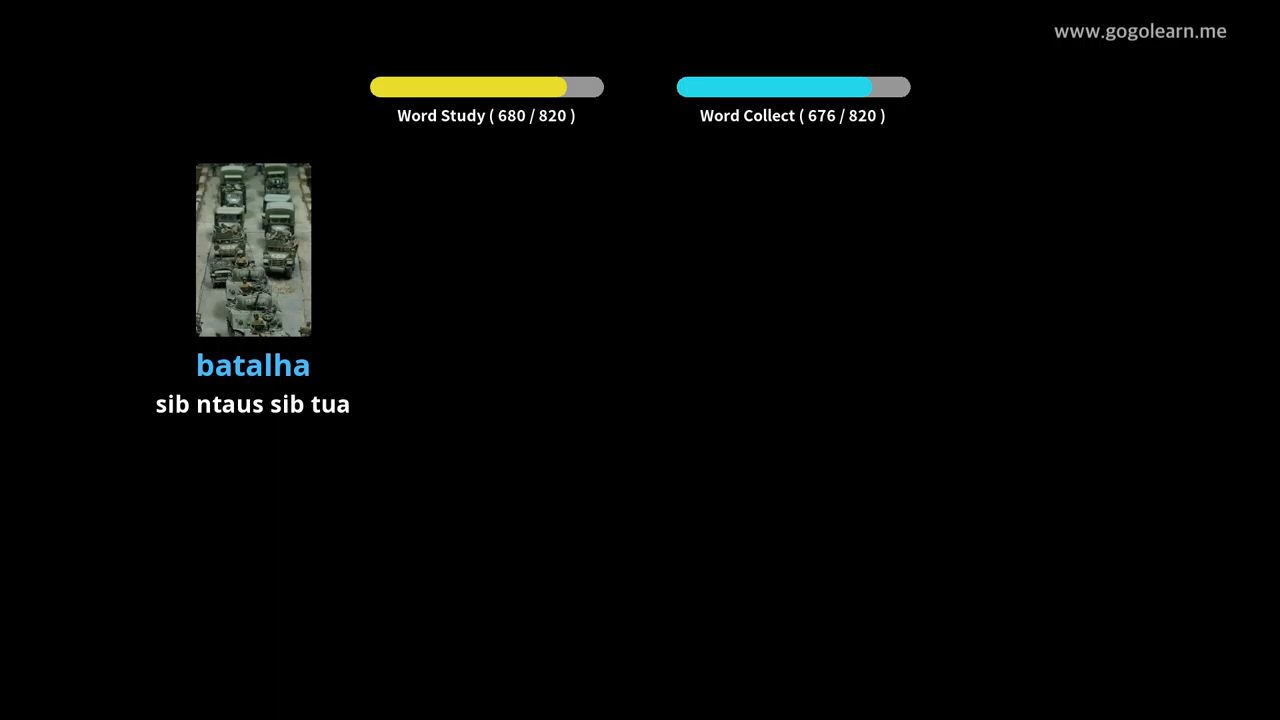 www.gogolearn.me
Word Study ( 680 / 820 )
Word Collect ( 676 / 820 )
batalha
sib ntaus sib tua